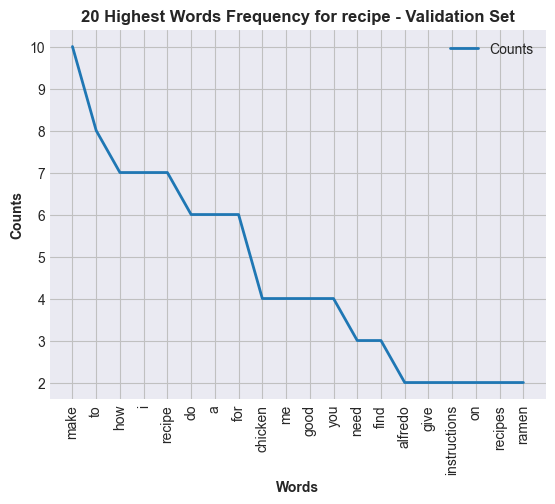 20 Highest Words Frequency for recipe - Validation Set
Counts
10
9
8
7
6
5
4
3
2
Counts
make
to
how
i
recipe
do
a
for
chicken
me
good
you
need
find
alfredo
give
instructions
on
recipes
ramen
Words